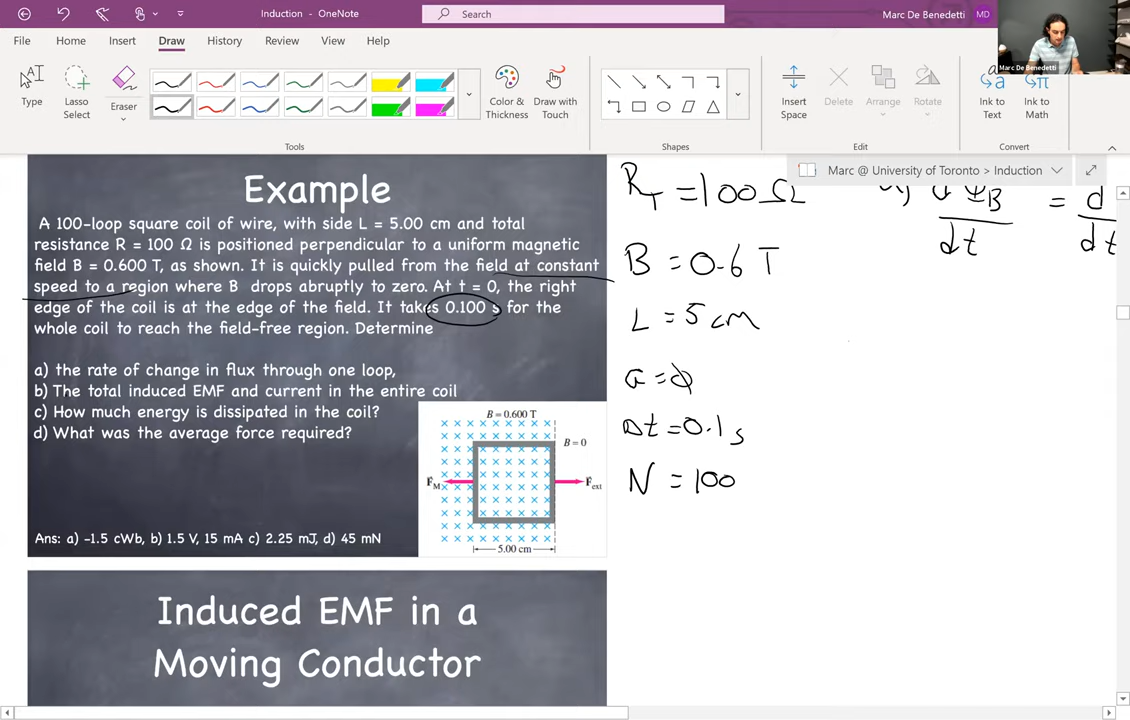 Induction - OneNote
Search
Marc De Benedetti
MD
File Home Insert Draw History Review View Help
Marc De Benedetti
Type
Lasso Select
Eraser
Color & Thickness
Draw with Touch
Insert Space
Delete
Arrange
Rotate
Ink to Text
Ink to Math
Tools
Shapes
Edit
Convert
Marc @ University of Toronto > Induction
Example
A 100-loop square coil of wire, with side L = 5.00 cm and total
resistance R = 100 Ω is positioned perpendicular to a uniform magnetic
field B = 0.600 T, as shown. It is quickly pulled from the field at constant
speed to a region where B drops abruptly to zero. At t = 0, the right
edge of the coil is at the edge of the field. It takes 0.100 s for the
whole coil to reach the field-free region. Determine
a) the rate of change in flux through one loop,
b) The total induced EMF and current in the entire coil
c) How much energy is dissipated in the coil?
d) What was the average force required?
B = 0.600 T
B = 0
F_M
F_ext
5.00 cm
Ans: a) -1.5 cWb, b) 1.5 V, 15 mA c) 2.25 mJ, d) 45 mN
Induced EMF in a
Moving Conductor
R_T = 100 Ω
B = 0.6 T
L = 5 cm
a = 0
Δt = 0.1 s
N = 100
Φ_B
dt
= d
dt